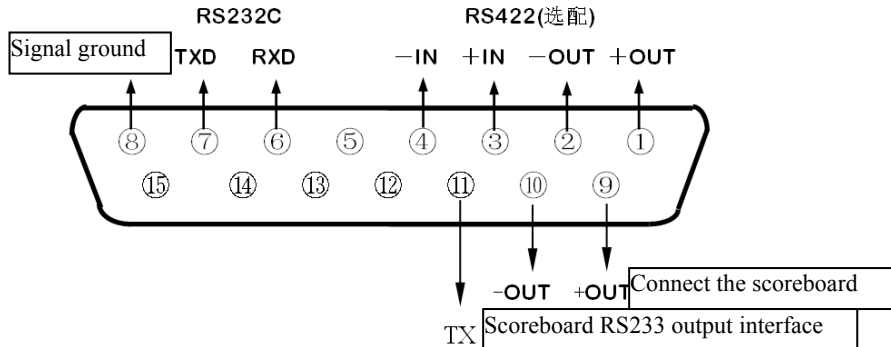 RS232C RS422(选配)
Signal ground TXD RXD －IN ＋IN －OUT ＋OUT
⑧ ⑦ ⑥ ⑤ ④ ③ ② ①
⑮ ⑭ ⑬ ⑫ ⑪ ⑩ ⑨
-OUT +OUT Connect the scoreboard
TX Scoreboard RS233 output interface